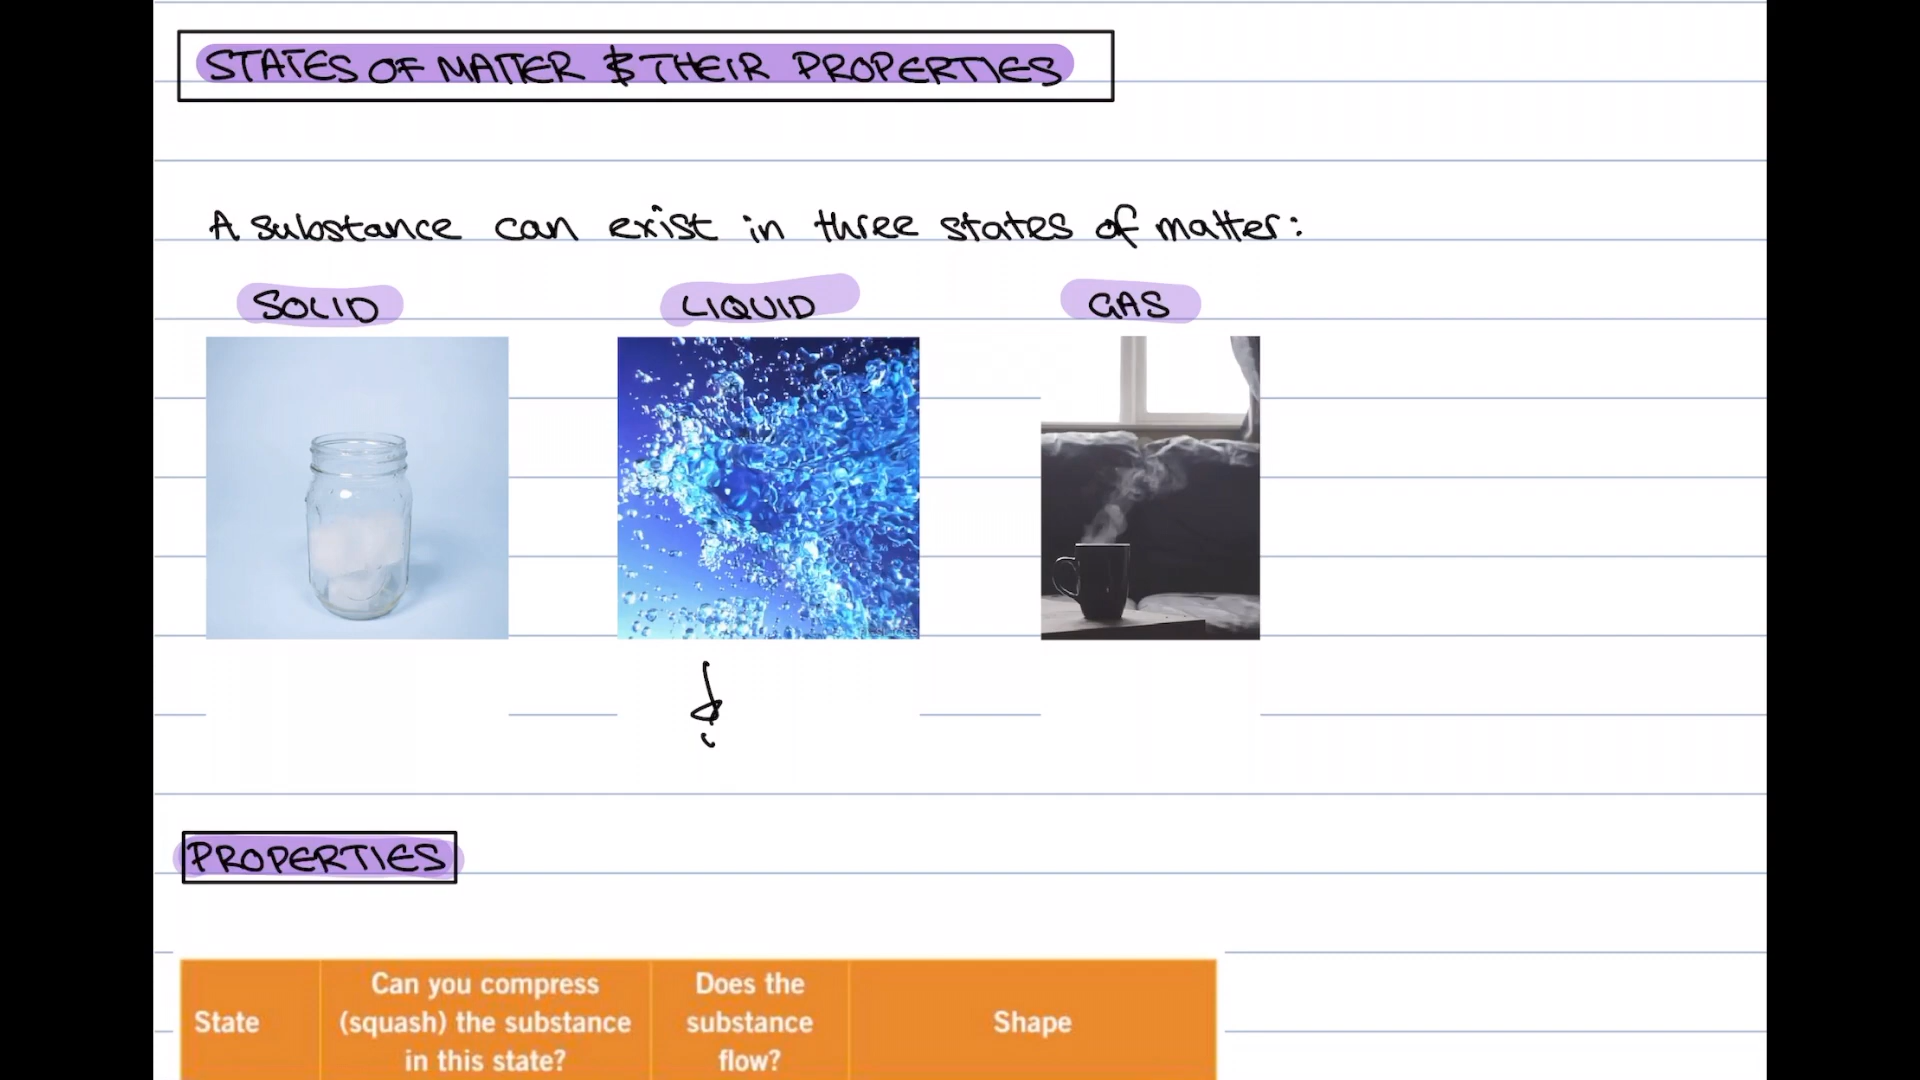 STATES OF MATTER & THEIR PROPERTIES
A substance can exist in three states of matter:
SOLID
LIQUID
GAS
PROPERTIES
State
Can you compress
(squash) the substance
in this state?
Does the
substance
flow?
Shape